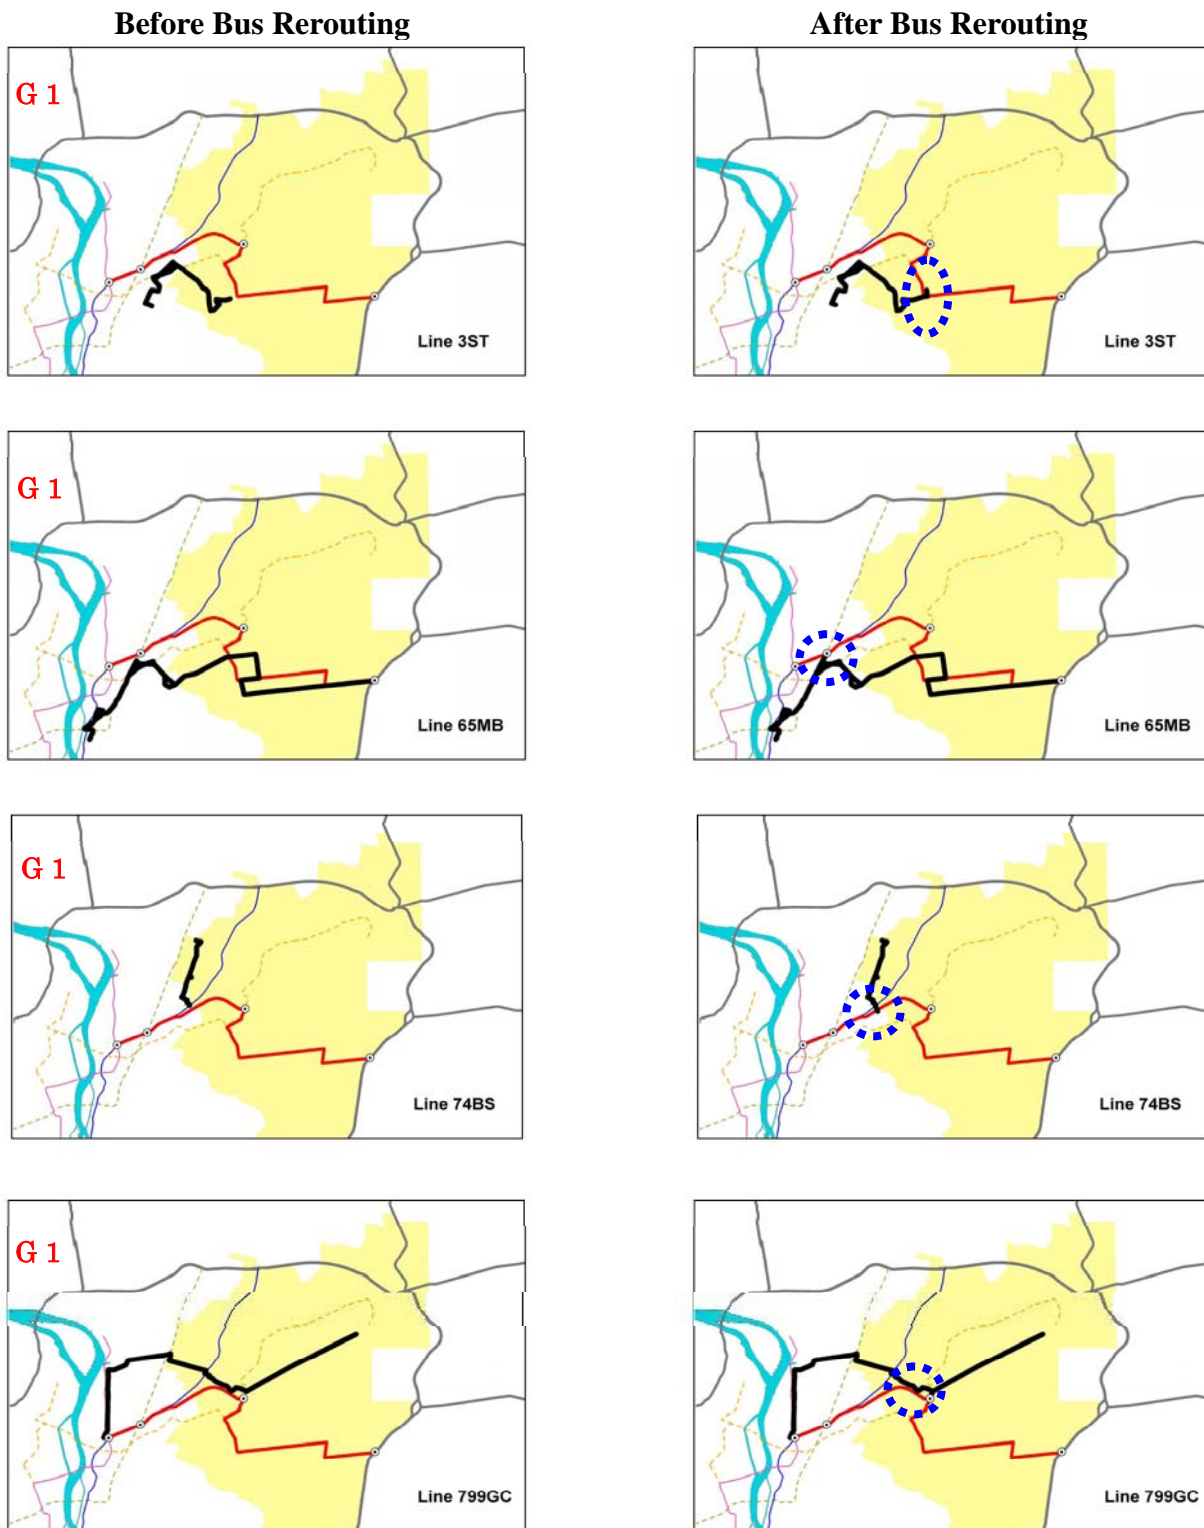 Before Bus Rerouting
After Bus Rerouting
G 1
Line 3ST
Line 3ST
G 1
Line 65MB
Line 65MB
G 1
Line 74BS
Line 74BS
G 1
Line 799GC
Line 799GC